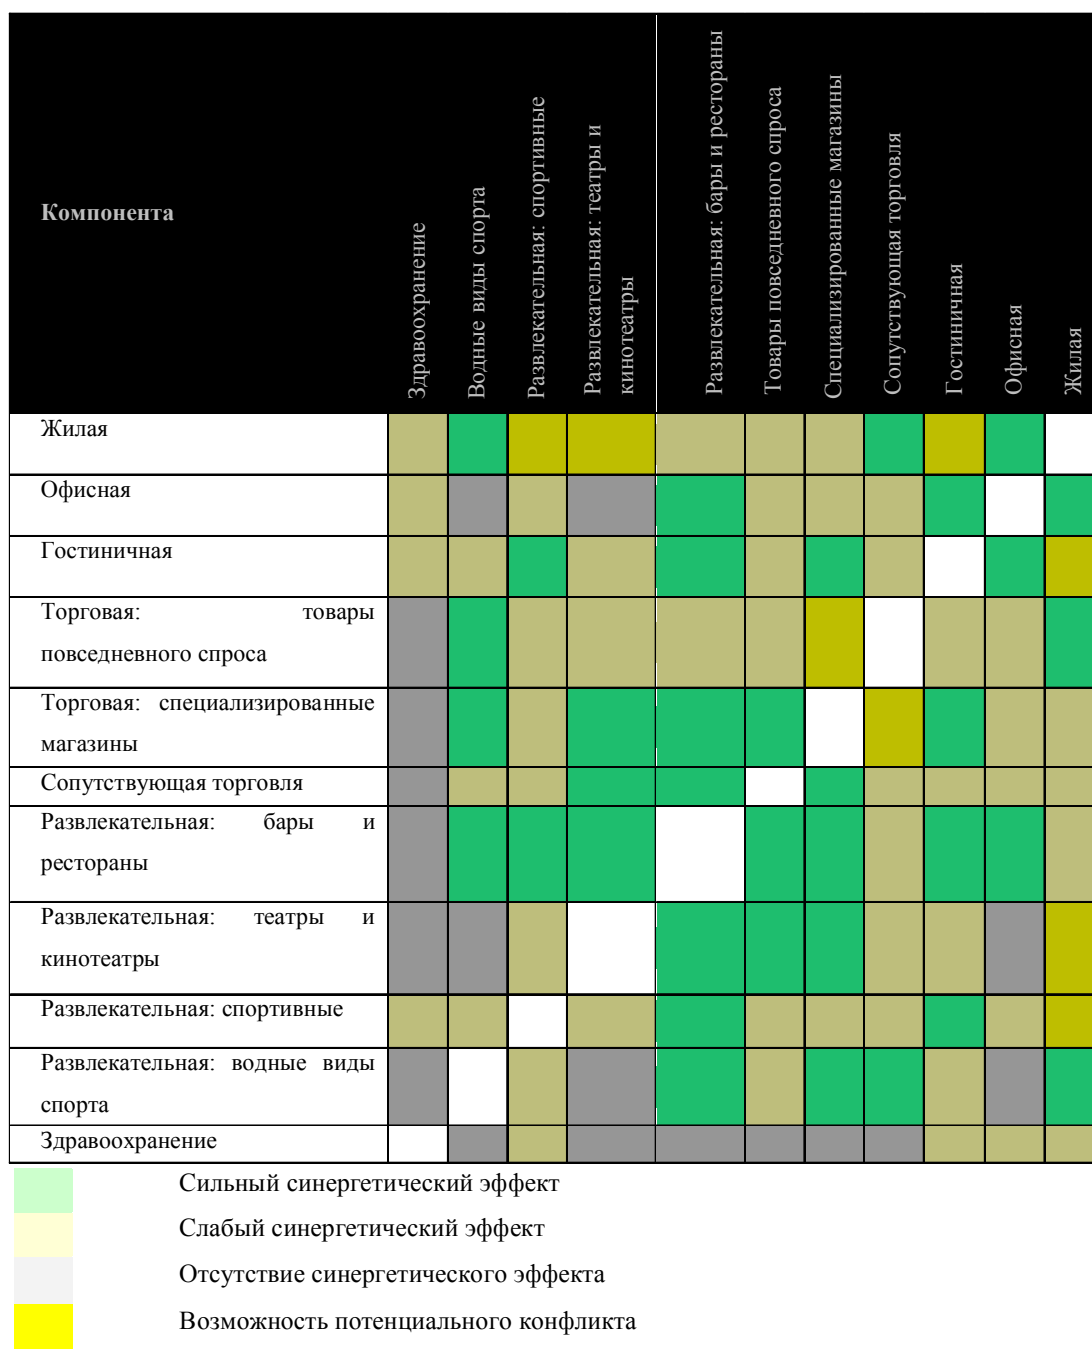 Компонента
Здравоохранение
Водные виды спорта
Развлекательная: спортивные
Развлекательная: театры и
кинотеатры
Развлекательная: бары и рестораны
Товары повседневного спроса
Специализированные магазины
Сопутствующая торговля
Гостиничная
Офисная
Жилая
Жилая
Офисная
Гостиничная
Торговая: товары
повседневного спроса
Торговая: специализированные
магазины
Сопутствующая торговля
Развлекательная: бары и
рестораны
Развлекательная: театры и
кинотеатры
Развлекательная: спортивные
Развлекательная: водные виды
спорта
Здравоохранение
Сильный синергетический эффект
Слабый синергетический эффект
Отсутствие синергетического эффекта
Возможность потенциального конфликта